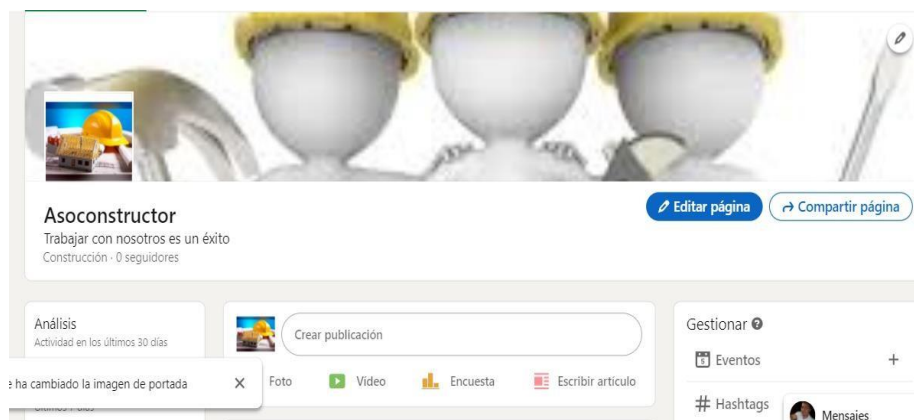 Asoconstructor
Trabajar con nosotros es un éxito
Construcción · 0 seguidores
Editar página
Compartir página
Análisis
Actividad en los últimos 30 días
Crear publicación
Gestionar
Eventos
ha cambiado la imagen de portada
Foto
Vídeo
Encuesta
Escribir artículo
# Hashtags
Mensajes